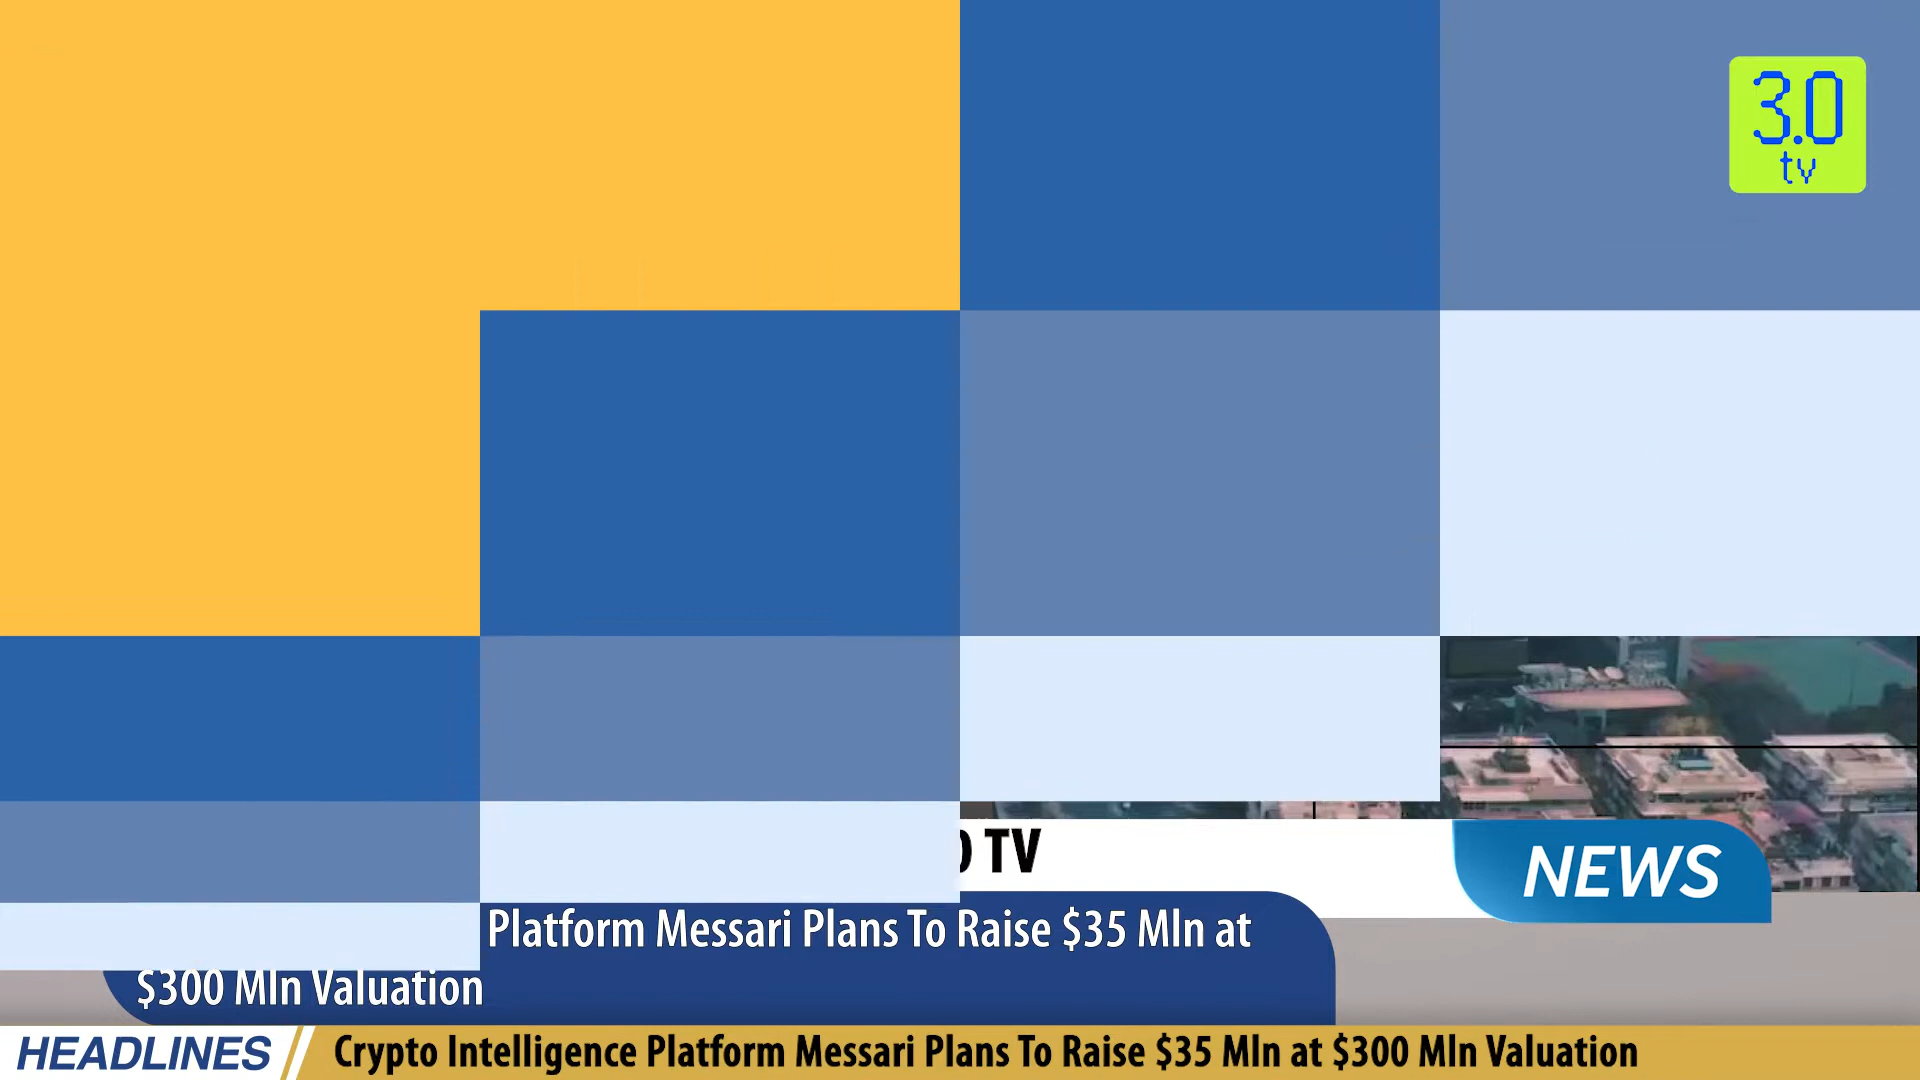 3.0
tv
TV
NEWS
Platform Messari Plans To Raise $35 Mln at
$300 Mln Valuation
HEADLINES
Crypto Intelligence Platform Messari Plans To Raise $35 Mln at $300 Mln Valuation